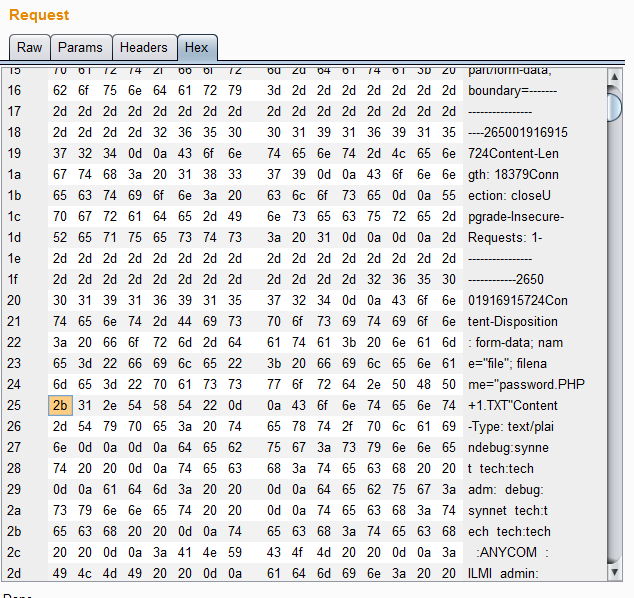 Request
Raw Params Headers Hex
15 70 61 72 74 2f 66 6f 72 6d 2d 64 61 74 61 3b 20 part/form-data;
16 62 6f 75 6e 64 61 72 79 3d 2d 2d 2d 2d 2d 2d 2d boundary=-------
17 2d 2d 2d 2d 2d 2d 2d 2d 2d 2d 2d 2d 2d 2d 2d 2d ----------------
18 2d 2d 2d 2d 32 36 35 30 30 31 39 31 36 39 31 35 ----265001916915
19 37 32 34 0d 0a 43 6f 6e 74 65 6e 74 2d 4c 65 6e 724Content-Len
1a 67 74 68 3a 20 31 38 33 37 39 0d 0a 43 6f 6e 6e gth: 18379Conn
1b 65 63 74 69 6f 6e 3a 20 63 6c 6f 73 65 0d 0a 55 ection: closeU
1c 70 67 72 61 64 65 2d 49 6e 73 65 63 75 72 65 2d pgrade-Insecure-
1d 52 65 71 75 65 73 74 73 3a 20 31 0d 0a 0d 0a 2d Requests: 1-
1e 2d 2d 2d 2d 2d 2d 2d 2d 2d 2d 2d 2d 2d 2d 2d 2d ----------------
1f 2d 2d 2d 2d 2d 2d 2d 2d 2d 2d 2d 2d 32 36 35 30 ------------2650
20 30 31 39 31 36 39 31 35 37 32 34 0d 0a 43 6f 6e 01916915724Con
21 74 65 6e 74 2d 44 69 73 70 6f 73 69 74 69 6f 6e tent-Disposition
22 3a 20 66 6f 72 6d 2d 64 61 74 61 3b 20 6e 61 6d : form-data; nam
23 65 3d 22 66 69 6c 65 22 3b 20 66 69 6c 65 6e 61 e="file"; filena
24 6d 65 3d 22 70 61 73 73 77 6f 72 64 2e 50 48 50 me="password.PHP
25 2b 31 2e 54 58 54 22 0d 0a 43 6f 6e 74 65 6e 74 +1.TXT"Content
26 2d 54 79 70 65 3a 20 74 65 78 74 2f 70 6c 61 69 -Type: text/plai
27 6e 0d 0a 0d 0a 64 65 62 75 67 3a 73 79 6e 6e 65 ndebug:synne
28 74 20 20 0d 0a 74 65 63 68 3a 74 65 63 68 20 20 t tech:tech
29 0d 0a 61 64 6d 3a 20 20 0d 0a 64 65 62 75 67 3a adm: debug:
2a 73 79 6e 6e 65 74 20 20 0d 0a 74 65 63 68 3a 74 synnet tech:t
2b 65 63 68 20 20 0d 0a 74 65 63 68 3a 74 65 63 68 ech tech:tech
2c 20 20 0d 0a 3a 41 4e 59 43 4f 4d 20 20 0d 0a 3a :ANYCOM :
2d 49 4c 4d 49 20 20 0d 0a 61 64 6d 69 6e 3a 20 20 ILMI admin: